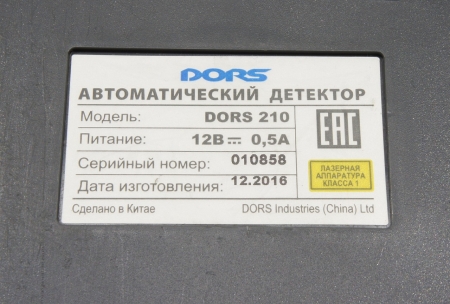 DORS
АВТОМАТИЧЕСКИЙ ДЕТЕКТОР
Модель: DORS 210
Питание: 12В 0,5А
Серийный номер: 010858
Дата изготовления: 12.2016
EAC
ЛАЗЕРНАЯ
АППАРАТУРА
КЛАССА 1
Сделано в Китае DORS Industries (China) Ltd